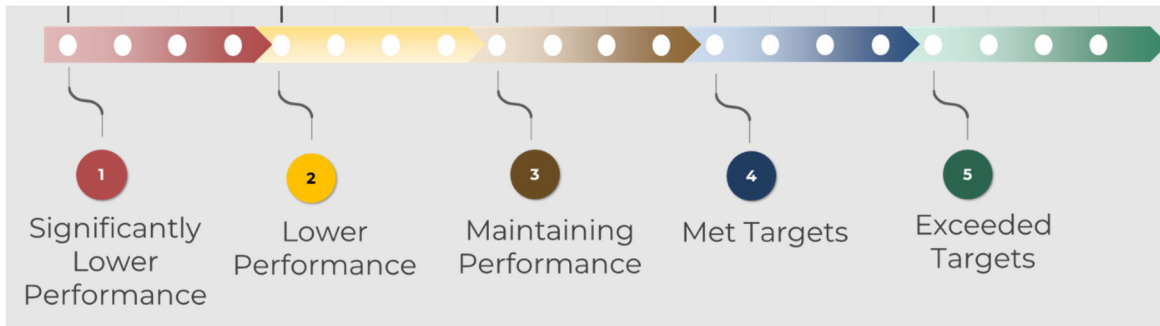 1
Significantly
Lower
Performance
2
Lower
Performance
3
Maintaining
Performance
4
Met Targets
5
Exceeded
Targets